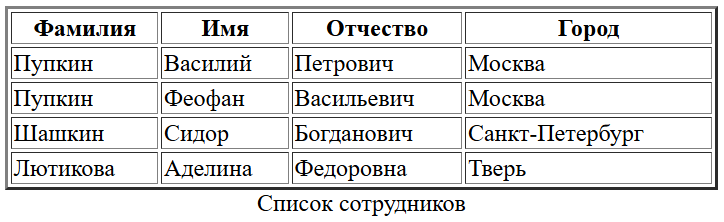 Фамилия Имя Отчество Город
Пупкин Василий Петрович Москва
Пупкин Феофан Васильевич Москва
Шашкин Сидор Богданович Санкт-Петербург
Лютикова Аделина Федоровна Тверь
Список сотрудников